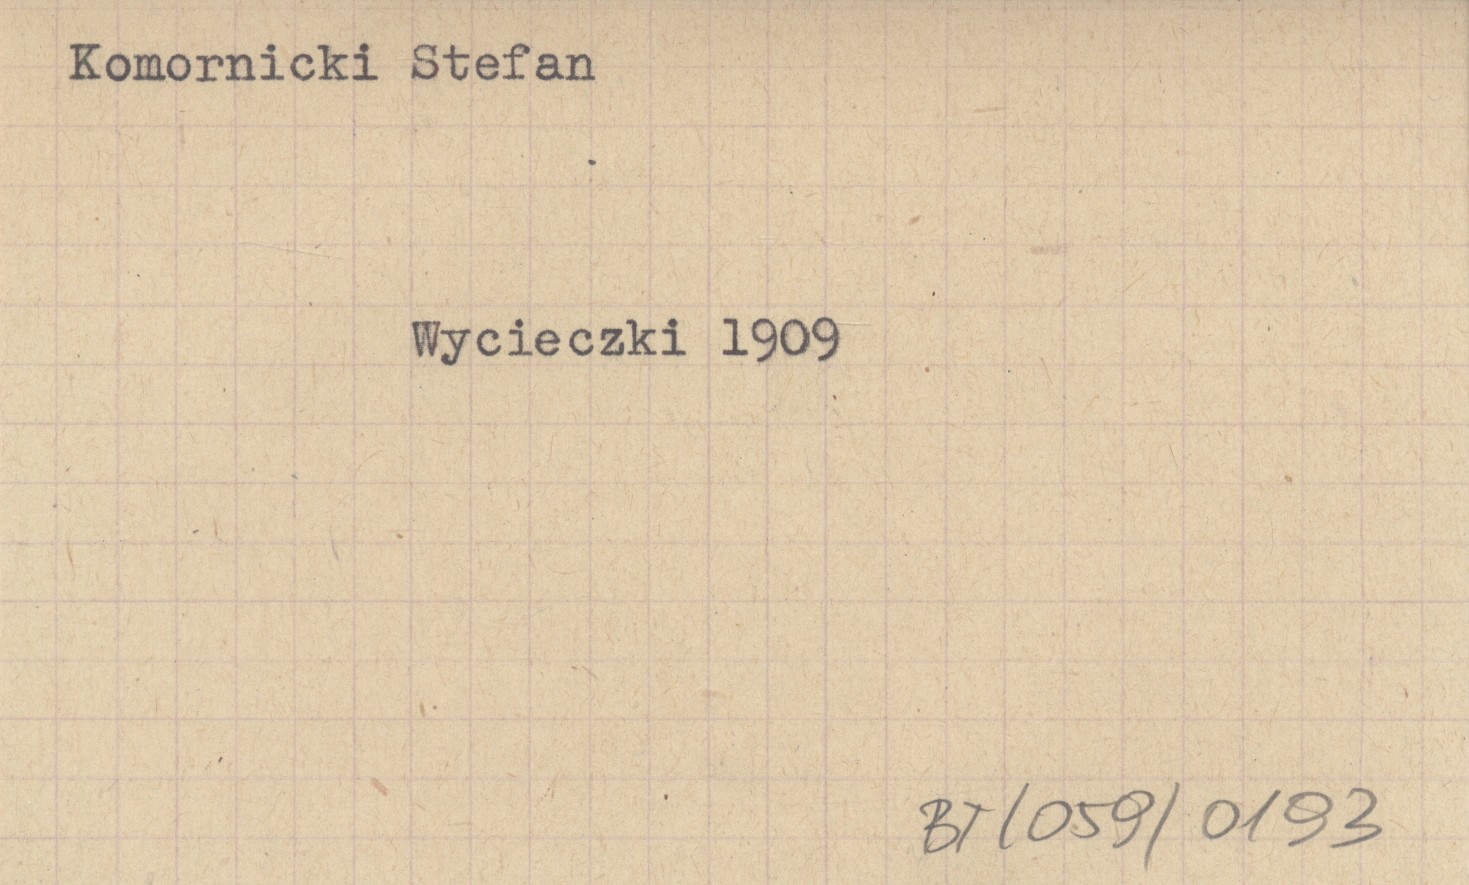 Komornicki Stefan
Wycieczki 1909
BT/059/0193